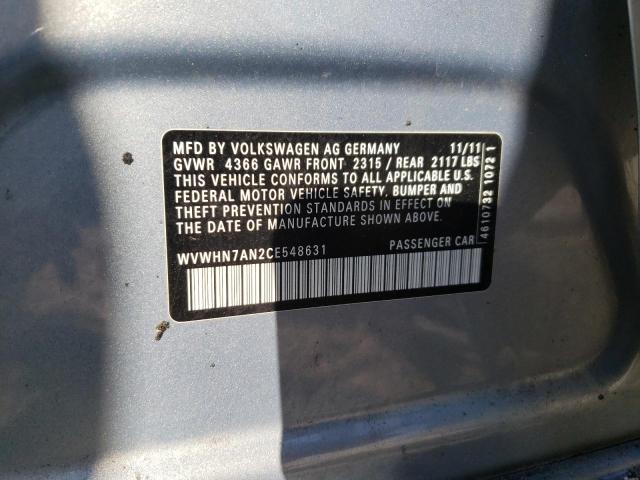 MFD BY VOLKSWAGEN AG GERMANY 11/11
GVWR 4366 GAWR FRONT 2315 / REAR 2117 LBS
THIS VEHICLE CONFORMS TO ALL APPLICABLE U.S.
FEDERAL MOTOR VEHICLE SAFETY, BUMPER AND
THEFT PREVENTION STANDARDS IN EFFECT ON
THE DATE OF MANUFACTURE SHOWN ABOVE.
WVWHN7AN2CE548631 PASSENGER CAR
4610732 10721